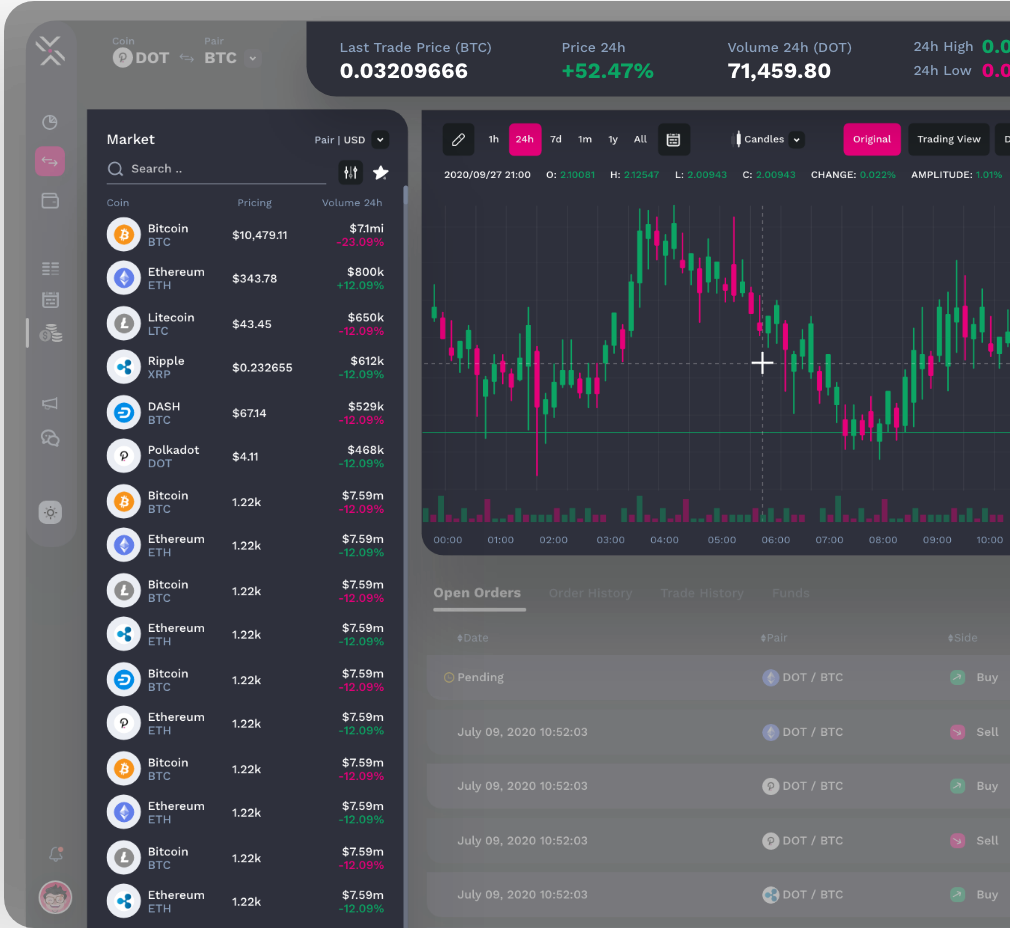 Coin Pair
DOT BTC
Last Trade Price (BTC) Price 24h Volume 24h (DOT) 24h High
0.03209666 +52.47% 71,459.80 24h Low
Market Pair | USD
Search ..
Coin Pricing Volume 24h
Bitcoin $10,479.11 $7.1mi
BTC -23.09%
Ethereum $343.78 $800k
ETH +12.09%
Litecoin $43.45 $650k
LTC -12.09%
Ripple $0.232655 $612k
XRP -12.09%
DASH $67.14 $529k
BTC -12.09%
Polkadot $4.11 $468k
DOT -12.09%
Bitcoin 1.22k $7.59m
BTC -12.09%
Ethereum 1.22k $7.59m
ETH -12.09%
Bitcoin 1.22k $7.59m
BTC -12.09%
Ethereum 1.22k $7.59m
ETH -12.09%
Bitcoin 1.22k $7.59m
BTC -12.09%
Ethereum 1.22k $7.59m
ETH -12.09%
Bitcoin 1.22k $7.59m
BTC -12.09%
Ethereum 1.22k $7.59m
ETH -12.09%
Bitcoin 1.22k $7.59m
BTC -12.09%
Ethereum 1.22k $7.59m
ETH -12.09%
1h 24h 7d 1m 1y All Candles Original Trading View
2020/09/27 21:00 O: 2.10081 H: 2.12547 L: 2.00943 C: 2.00943 CHANGE: 0.022% AMPLITUDE: 1.01%
00:00 01:00 02:00 03:00 04:00 05:00 06:00 07:00 08:00 09:00 10:00
Open Orders Order History Trade History Funds
Date Pair Side
Pending DOT / BTC Buy
July 09, 2020 10:52:03 DOT / BTC Sell
July 09, 2020 10:52:03 DOT / BTC Buy
July 09, 2020 10:52:03 DOT / BTC Sell
July 09, 2020 10:52:03 DOT / BTC Buy